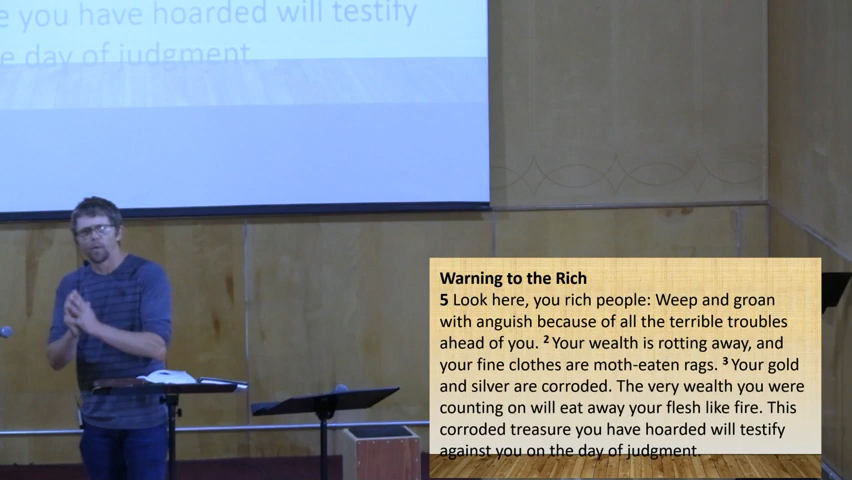 e you have hoarded will testify
e day of judgment
Warning to the Rich
5 Look here, you rich people: Weep and groan
with anguish because of all the terrible troubles
ahead of you. 2 Your wealth is rotting away, and
your fine clothes are moth-eaten rags. 3 Your gold
and silver are corroded. The very wealth you were
counting on will eat away your flesh like fire. This
corroded treasure you have hoarded will testify
against you on the day of judgment.